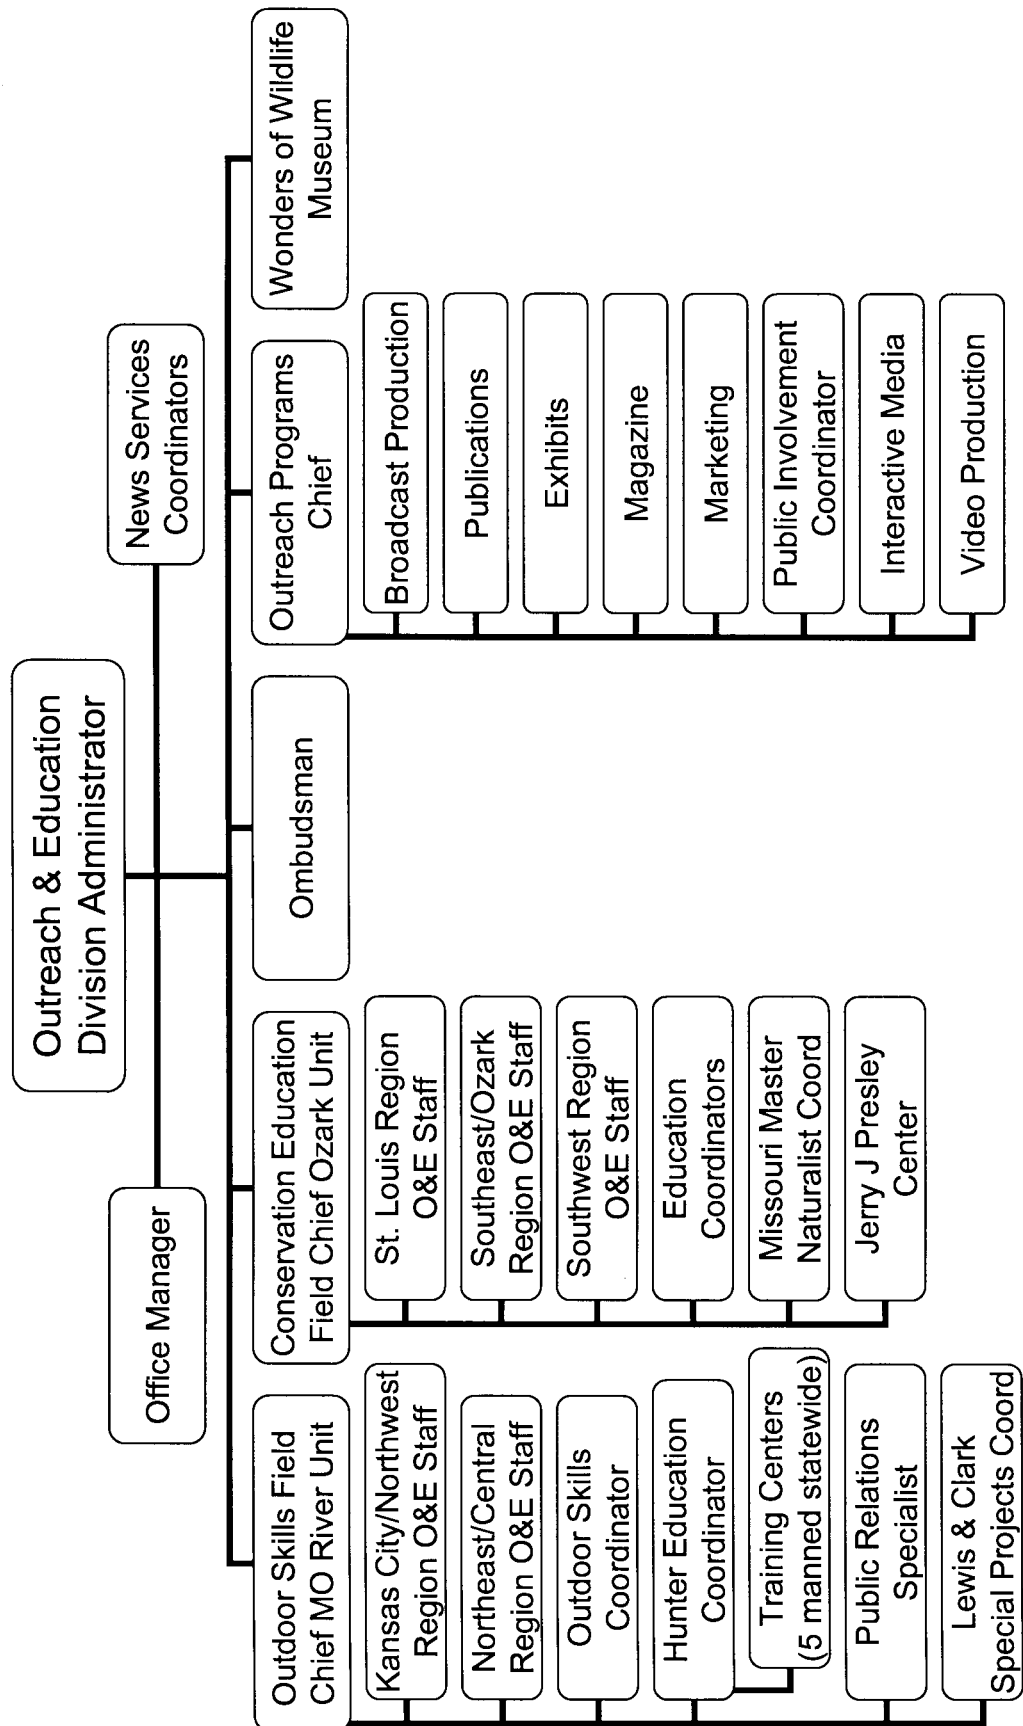 Outreach & Education
Division Administrator
Office Manager
News Services
Coordinators
Outdoor Skills Field
Chief MO River Unit
Kansas City/Northwest
Region O&E Staff
Northeast/Central
Region O&E Staff
Outdoor Skills
Coordinator
Hunter Education
Coordinator
Training Centers
(5 manned statewide)
Public Relations
Specialist
Lewis & Clark
Special Projects Coord
Conservation Education
Field Chief Ozark Unit
St. Louis Region
O&E Staff
Southeast/Ozark
Region O&E Staff
Southwest Region
O&E Staff
Education
Coordinators
Missouri Master
Naturalist Coord
Jerry J Presley
Center
Ombudsman
Outreach Programs
Chief
Broadcast Production
Publications
Exhibits
Magazine
Marketing
Public Involvement
Coordinator
Interactive Media
Video Production
Wonders of Wildlife
Museum